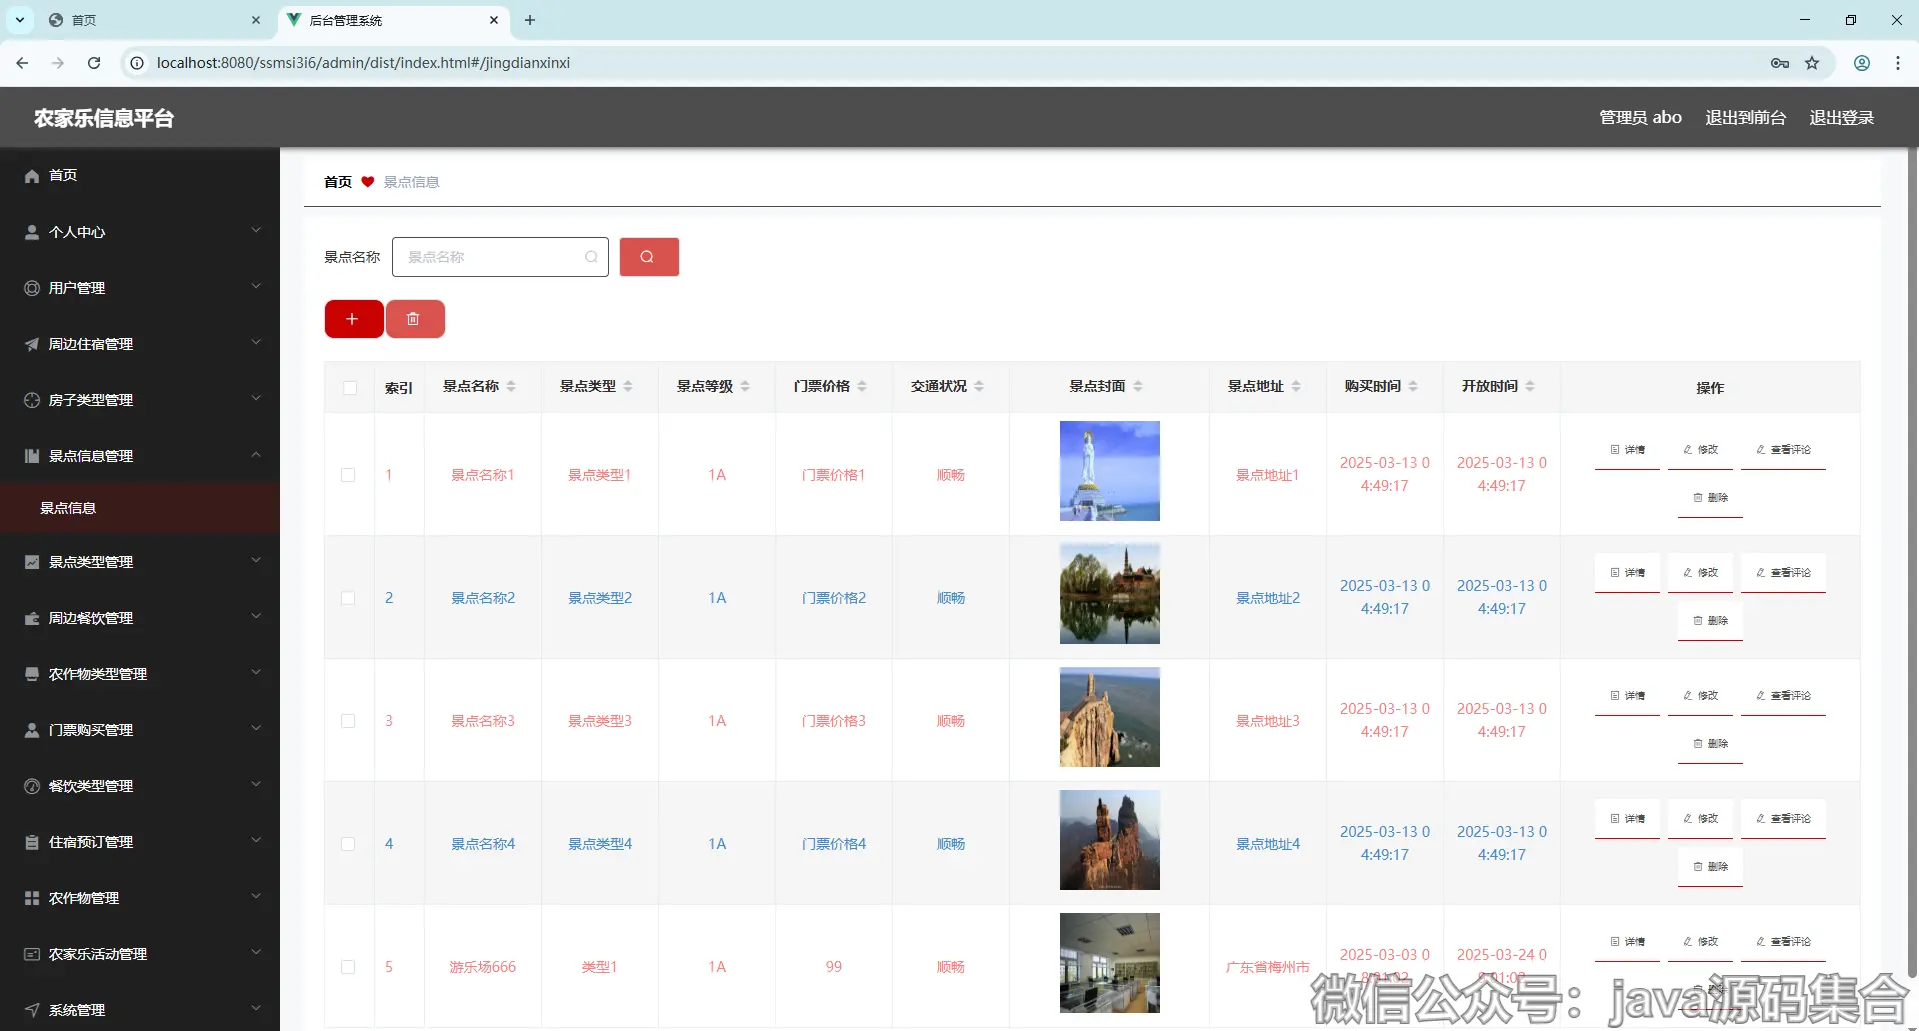 首页
后台管理系统
localhost:8080/ssmsi3i6/admin/dist/index.html#/jingdianxinxi
农家乐信息平台
管理员 abo
退出到前台
退出登录
首页
个人中心
用户管理
周边住宿管理
房子类型管理
景点信息管理
景点信息
景点类型管理
周边餐饮管理
农作物类型管理
门票购买管理
餐饮类型管理
住宿预订管理
农作物管理
农家乐活动管理
系统管理
首页 景点信息
景点名称 景点名称
索引 景点名称 景点类型 景点等级 门票价格 交通状况 景点封面 景点地址 购买时间 开放时间 操作
1 景点名称1 景点类型1 1A 门票价格1 顺畅 景点地址1 2025-03-13 0 2025-03-13 0 详情 修改 查看评论
4:49:17 4:49:17 删除
2 景点名称2 景点类型2 1A 门票价格2 顺畅 景点地址2 2025-03-13 0 2025-03-13 0 详情 修改 查看评论
4:49:17 4:49:17 删除
3 景点名称3 景点类型3 1A 门票价格3 顺畅 景点地址3 2025-03-13 0 2025-03-13 0 详情 修改 查看评论
4:49:17 4:49:17 删除
4 景点名称4 景点类型4 1A 门票价格4 顺畅 景点地址4 2025-03-13 0 2025-03-13 0 详情 修改 查看评论
4:49:17 4:49:17 删除
5 游乐场666 类型1 1A 99 顺畅 广东省梅州市 2025-03-03 0 2025-03-24 0 详情 修改 查看评论
微信公众号：java源码集合